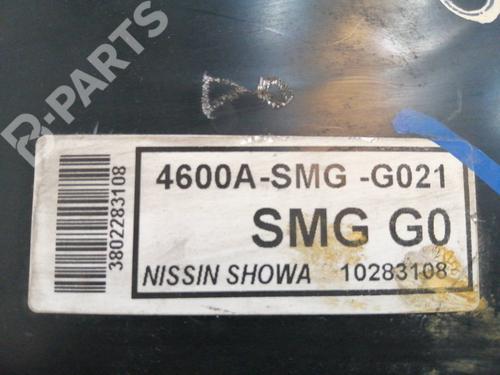 R-PARTS
3802283108
4600A-SMG -G021
SMG G0
NISSIN SHOWA 10283108